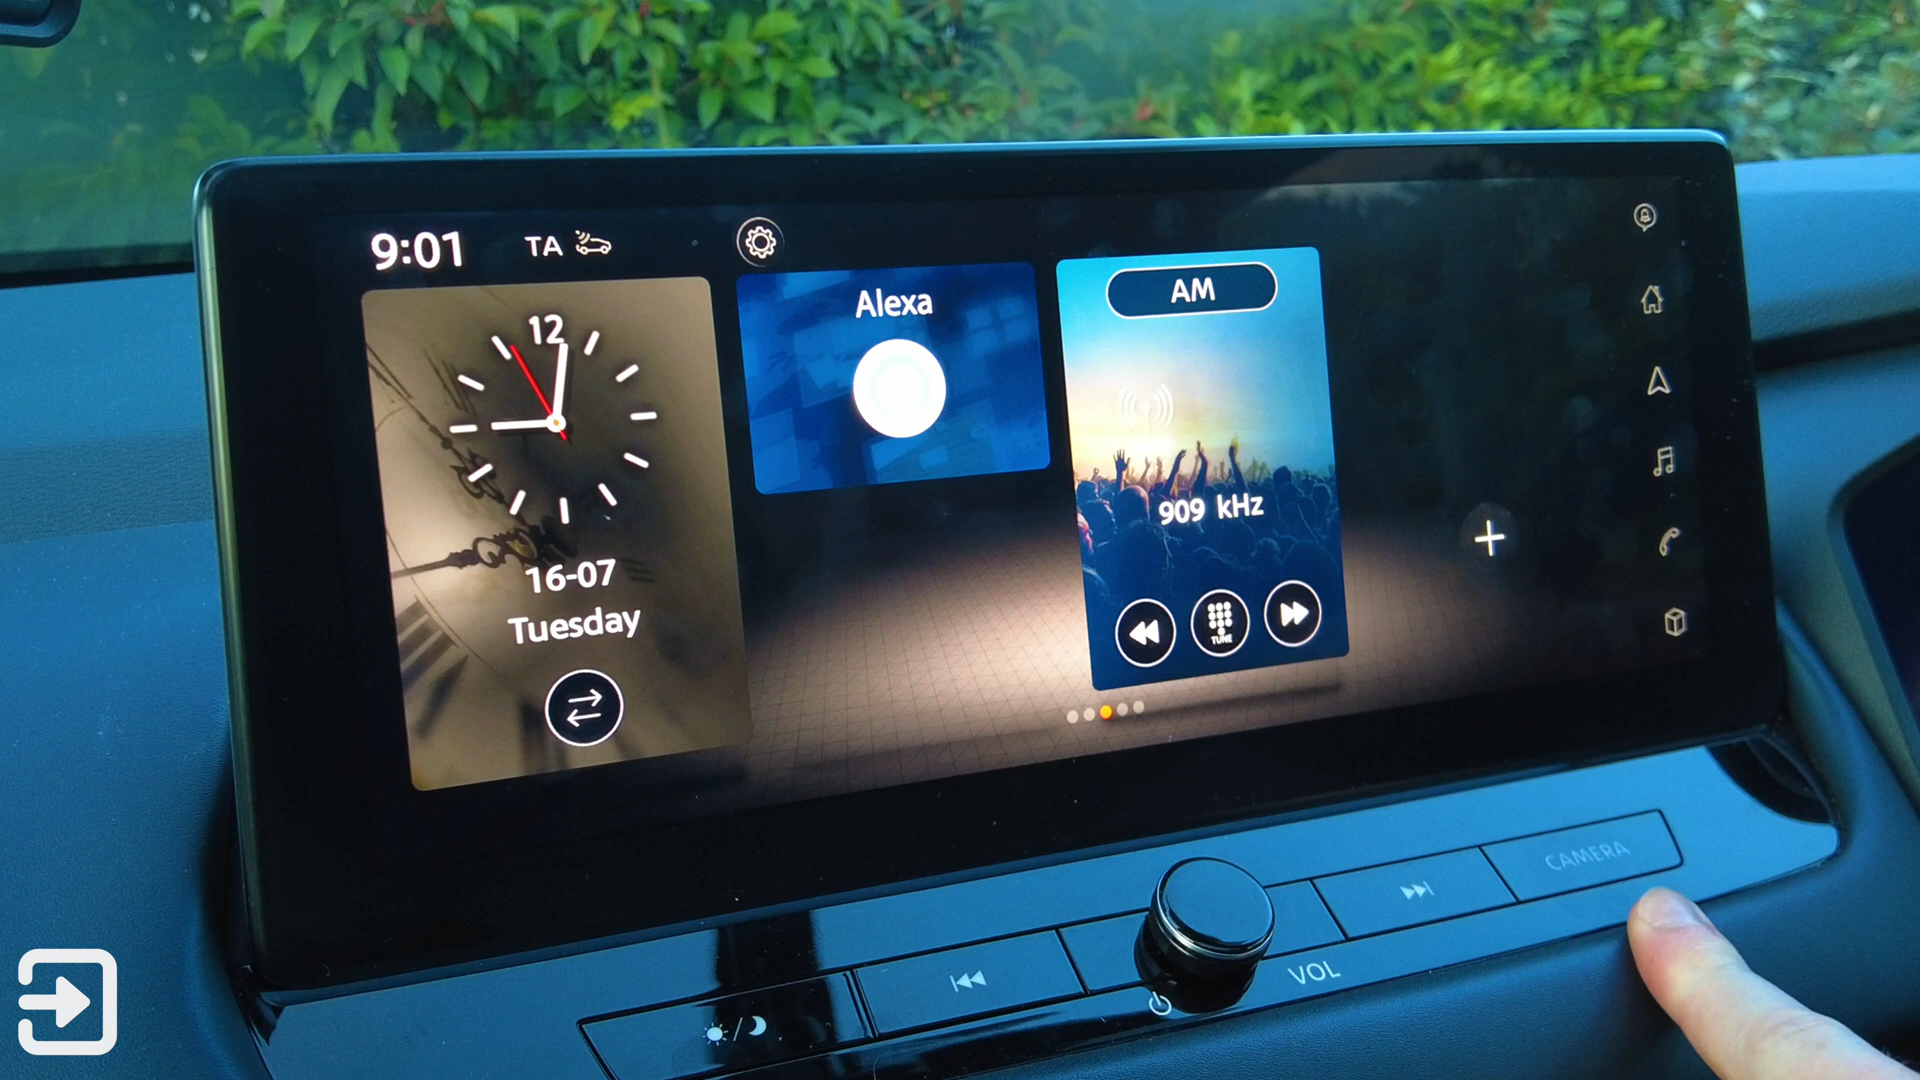 9:01 TA
12
16-07
Tuesday
Alexa
AM
909 kHz
TUNE
CAMERA
VOL